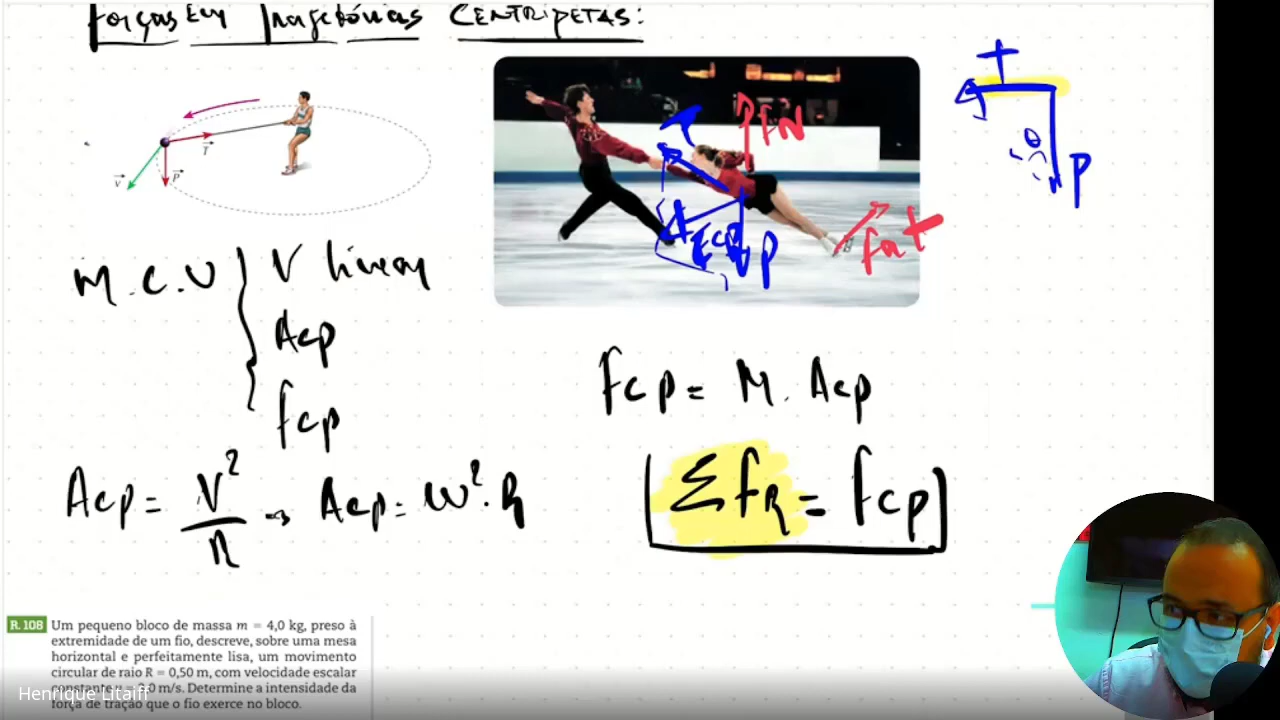 Forças Em Trajetórias CENTRÍPETAS:
T
FN
T
v
T
P
Fcp
P
Fat
θ
P
M.C.U
V linear
Acp
Fcp
Fcp = M. Acp
Acp = V²/R → Acp = ω².R
ΣFR = Fcp
R. 108 Um pequeno bloco de massa m = 4,0 kg, preso à
extremidade de um fio, descreve, sobre uma mesa
horizontal e perfeitamente lisa, um movimento
circular de raio R = 0,50 m, com velocidade escalar
0 m/s. Determine a intensidade da
força de tração que o fio exerce no bloco.
Henrique Litaiff